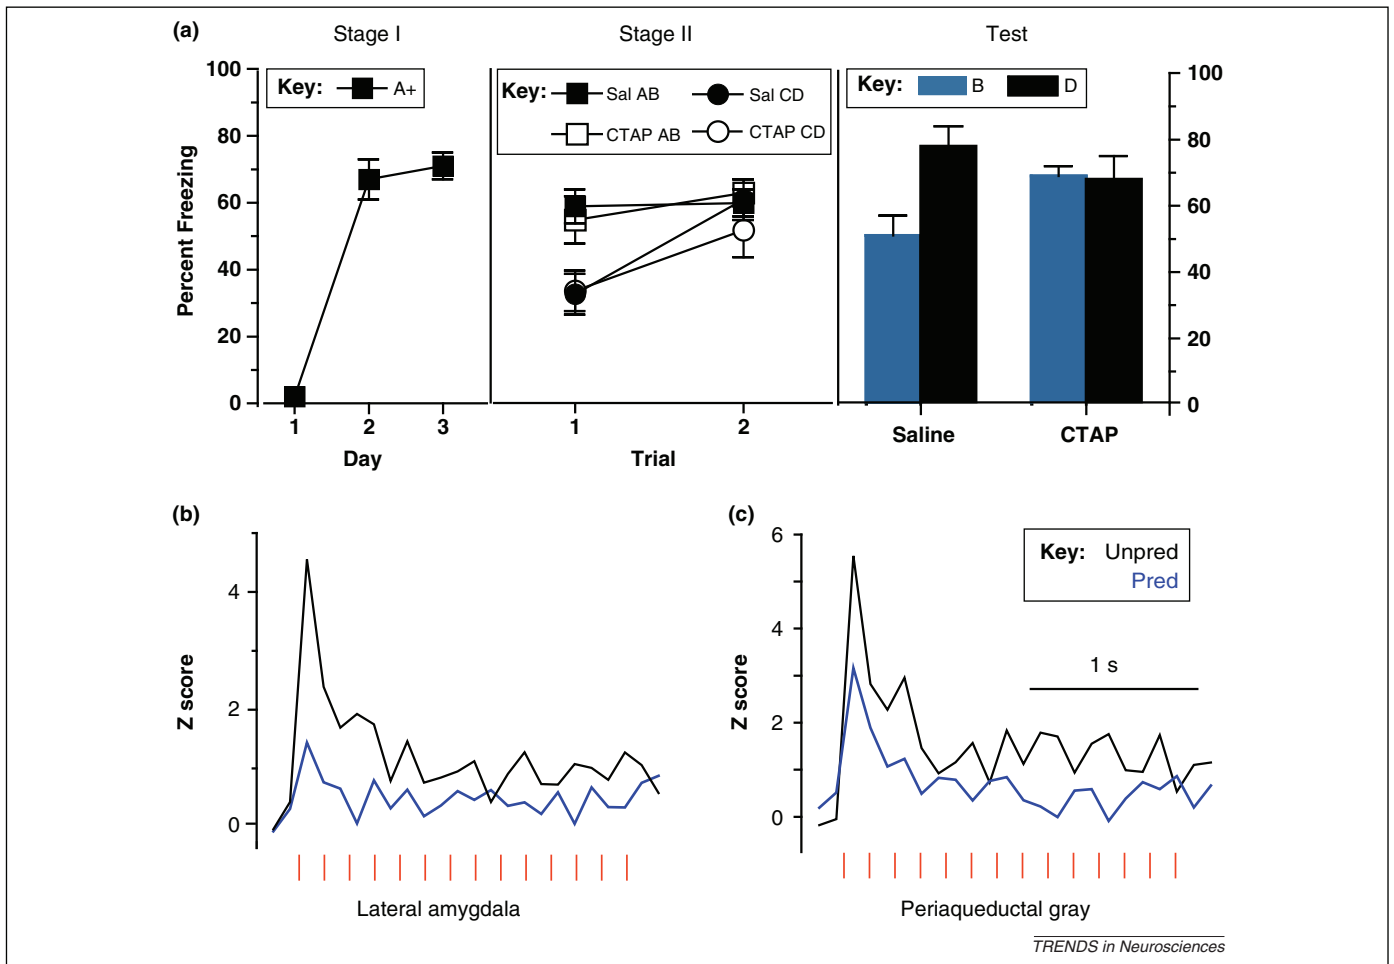 (a)
Stage I
Stage II
Test
Percent Freezing
100
80
60
40
20
0
Key: A+
1 2 3
Day
Key: Sal AB Sal CD
CTAP AB CTAP CD
1 2
Trial
Key: B D
100
80
60
40
20
0
Saline CTAP
(b)
Z score
4
2
0
Lateral amygdala
(c)
Z score
6
4
2
0
Key: Unpred
Pred
1 s
Periaqueductal gray
TRENDS in Neurosciences